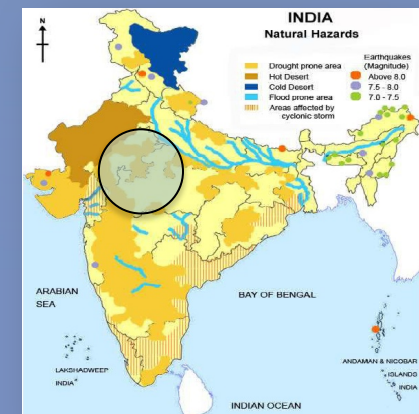 INDIA
Natural Hazards
N
Drought prone area
Hot Desert
Cold Desert
Flood prone area
Areas affected by
cyclonic storm
Earthquakes
(Magnitude)
Above 8.0
7.5 - 8.0
7.0 - 7.5
ARABIAN
SEA
BAY OF BENGAL
LAKSHADWEEP
INDIA
ANDAMAN & NICOBAR
ISLANDS
INDIA
INDIAN OCEAN